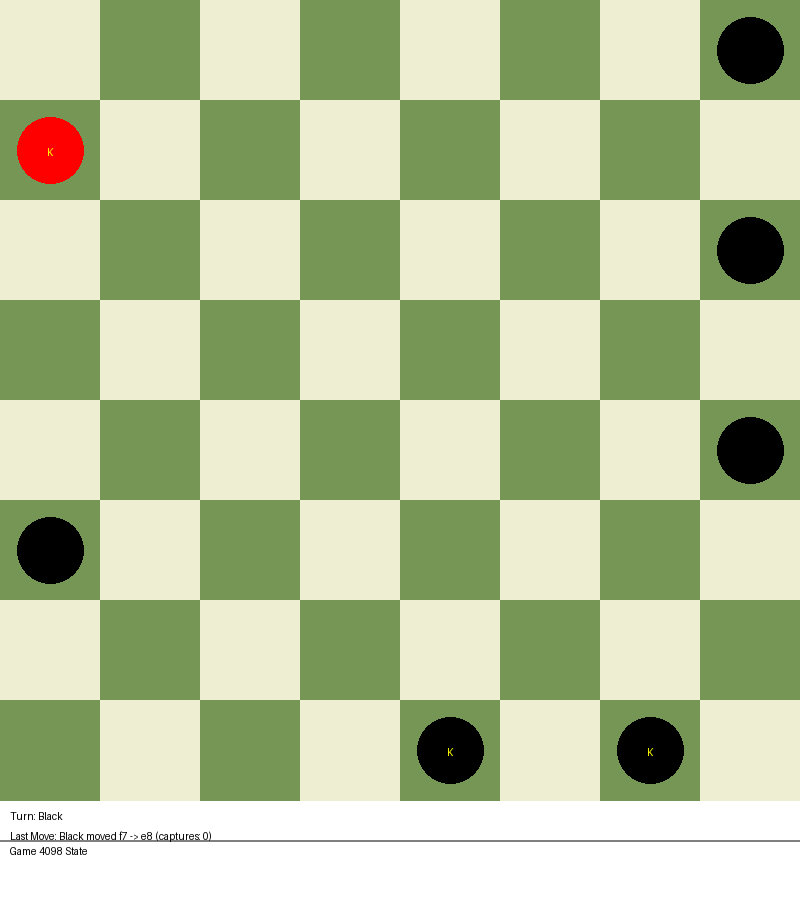 K
K
K
Turn: Black
Last Move: Black moved f7 -> e8 (captures: 0)
Game 4098 State